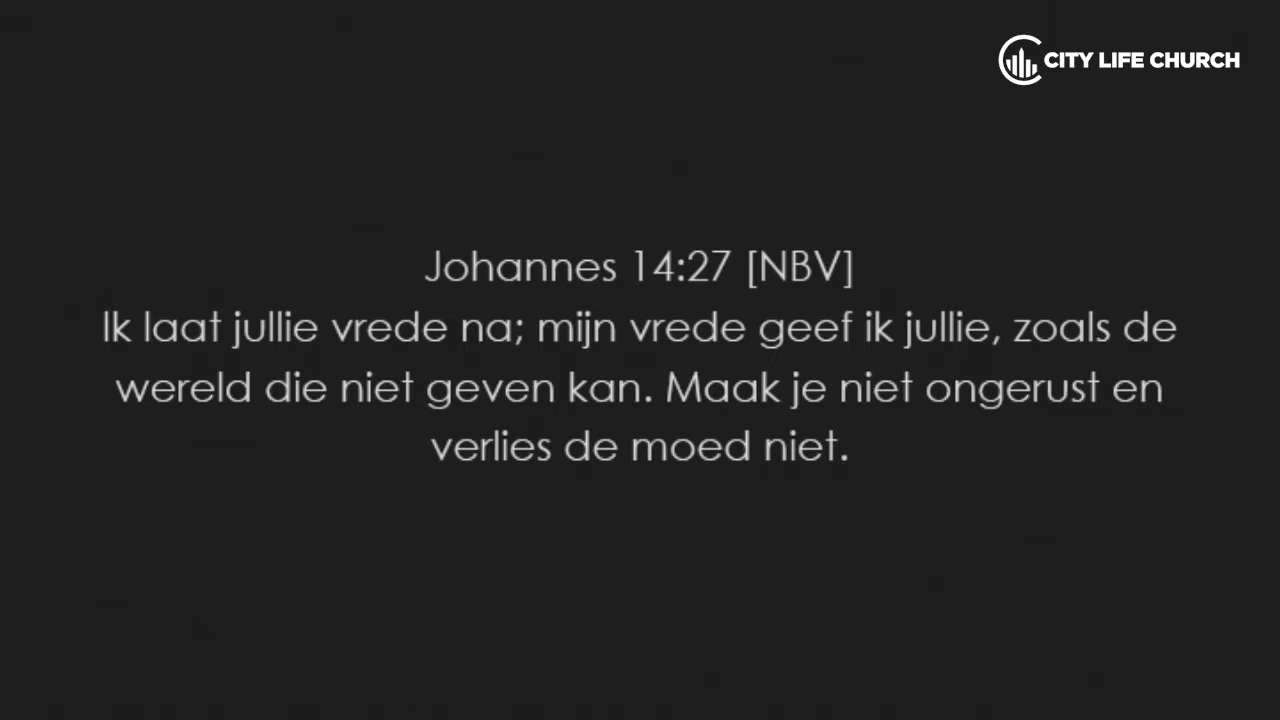 CITY LIFE CHURCH
Johannes 14:27 [NBV]
Ik laat jullie vrede na; mijn vrede geef ik jullie, zoals de
wereld die niet geven kan. Maak je niet ongerust en
verlies de moed niet.